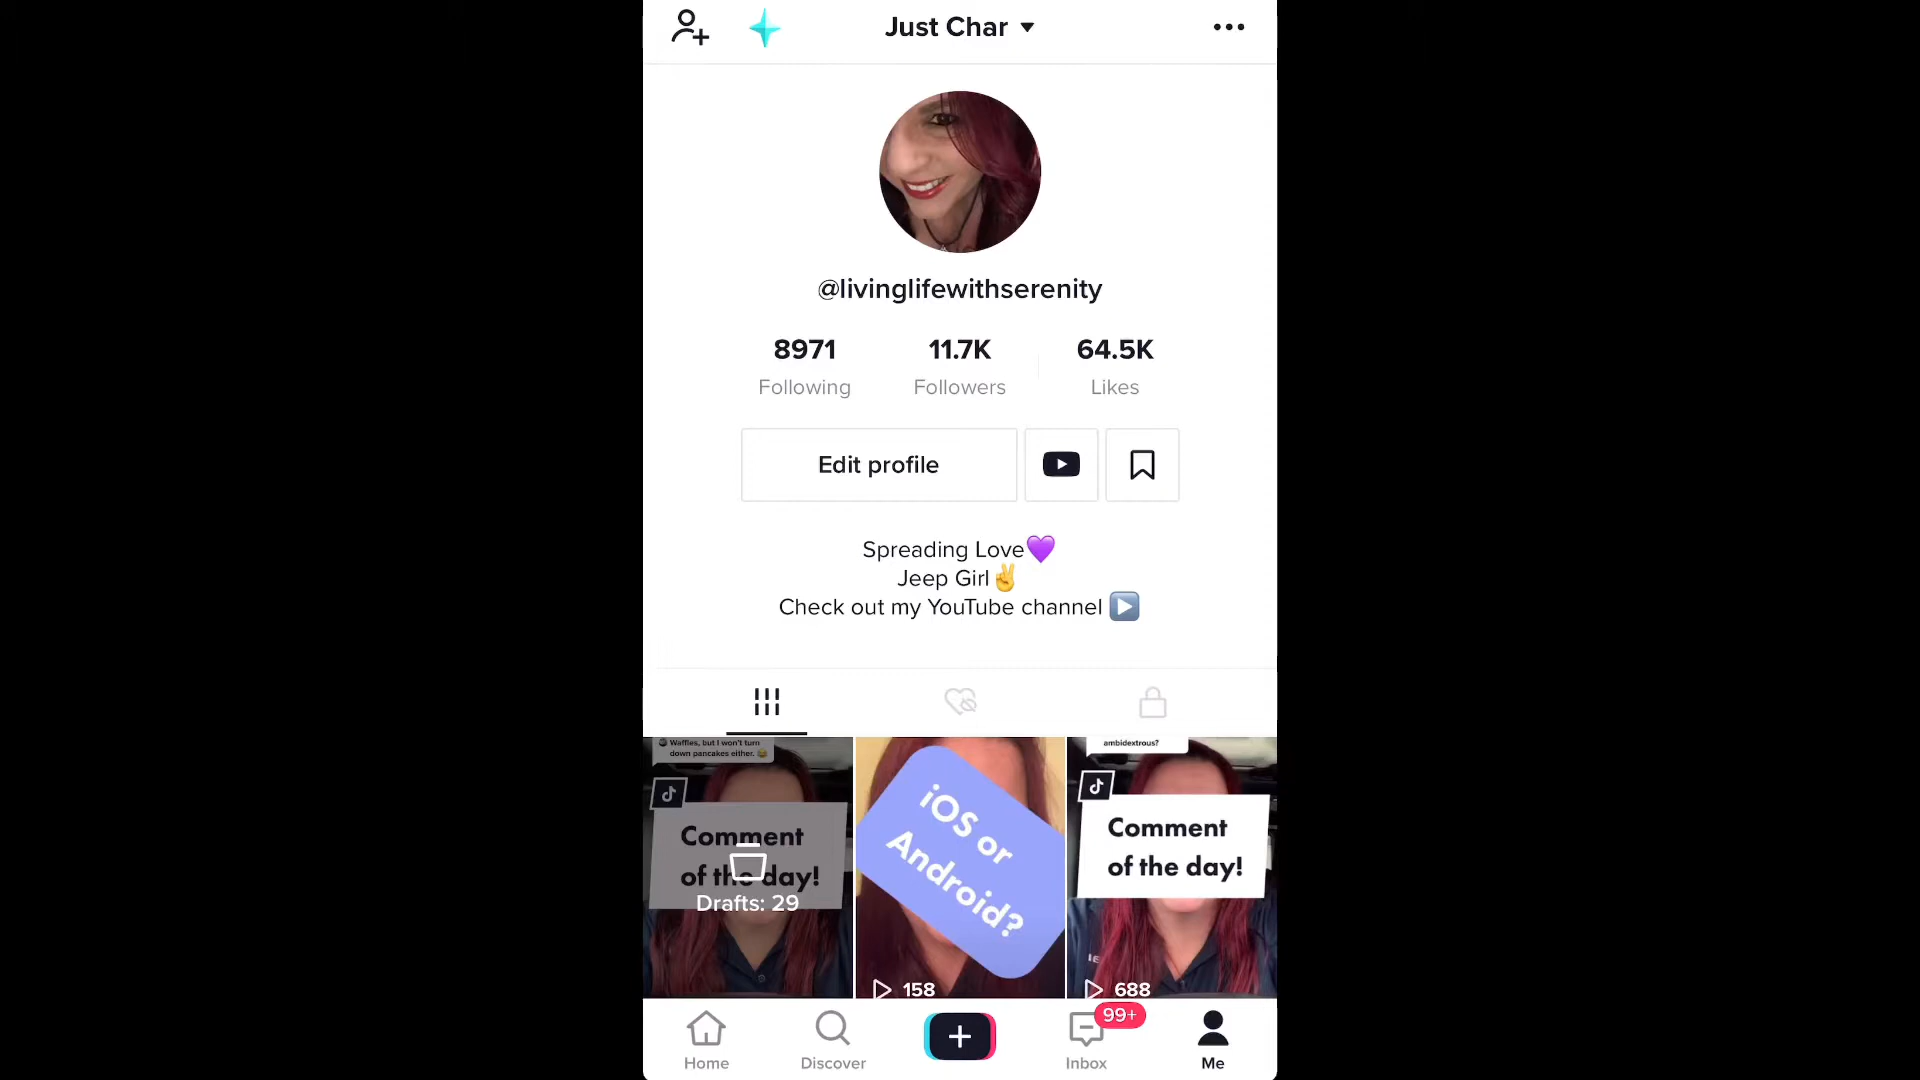 Just Char
@livinglifewithserenity
8971
11.7K
64.5K
Following
Followers
Likes
Edit profile
Spreading Love💜
Jeep Girl✌️
Check out my YouTube channel ▶️
Waffles, but I won't turn
down pancakes either. 😂
Comment
of the day!
Drafts: 29
iOS or
Android?
158
ambidextrous?
Comment
of the day!
688
99+
Home
Discover
Inbox
Me